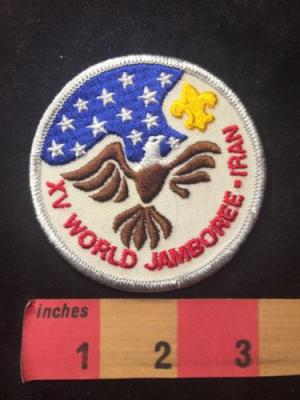 XV WORLD JAMBOREE • IRAN
inches
1 2 3